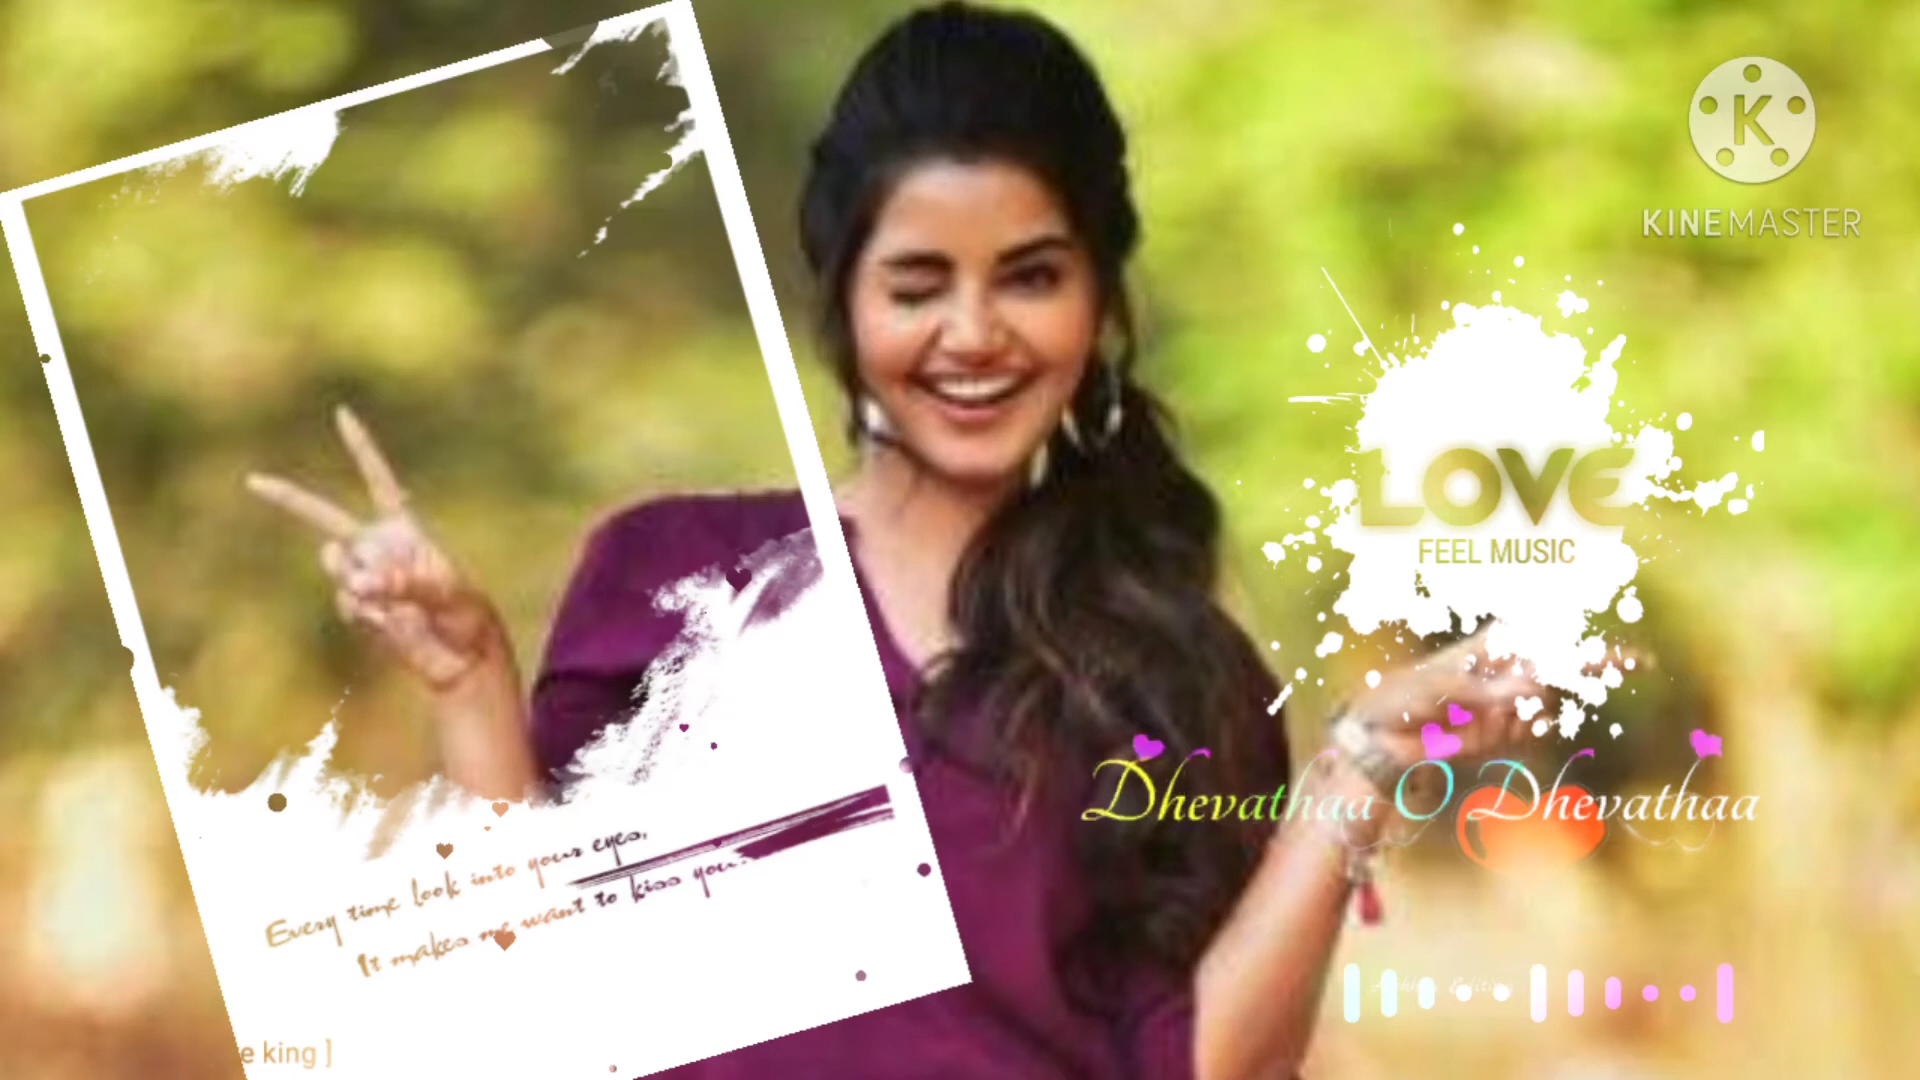 KINEMASTER
LOVE
FEEL MUSIC
Dhevathaa O Dhevathaa
Every time look into your eyes.
It makes me want to kiss you.
e king ]